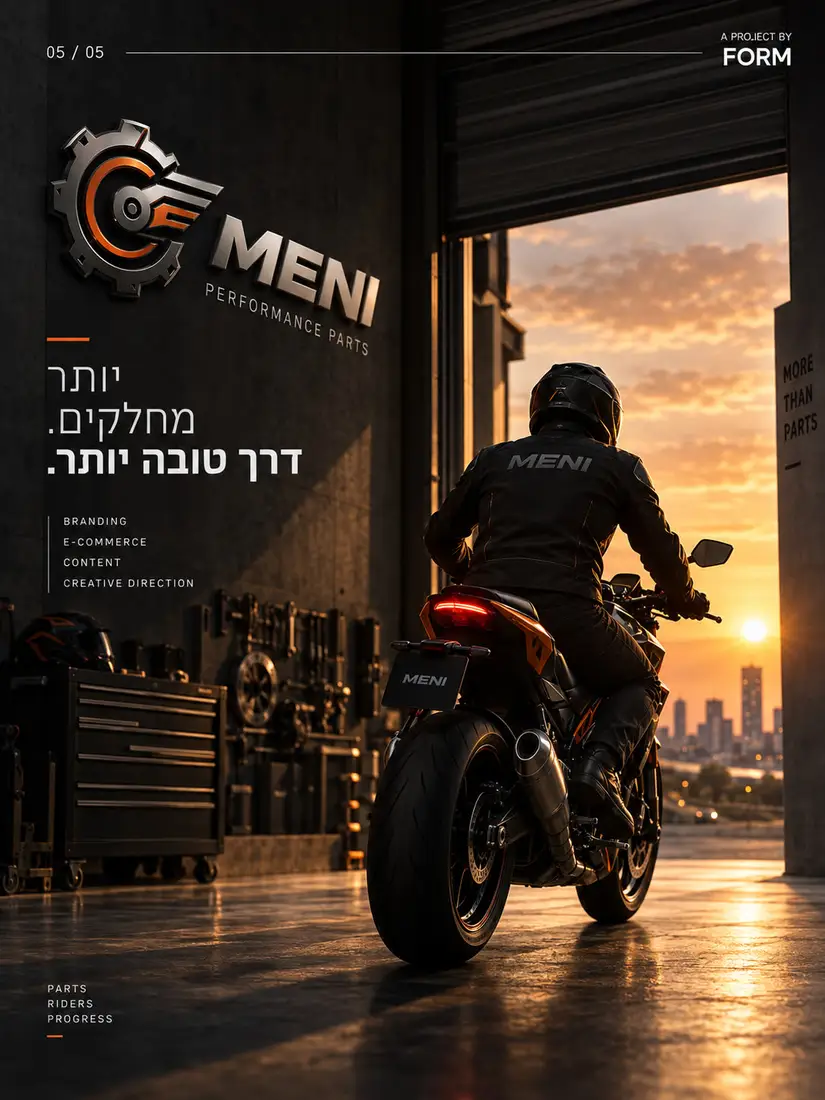 05 / 05
A PROJECT BY
FORM
MENI
PERFORMANCE PARTS
יותר
מחלקים.
דרך טובה יותר.
BRANDING
E-COMMERCE
CONTENT
CREATIVE DIRECTION
MORE
THAN
PARTS
MENI
MENI
PARTS
RIDERS
PROGRESS